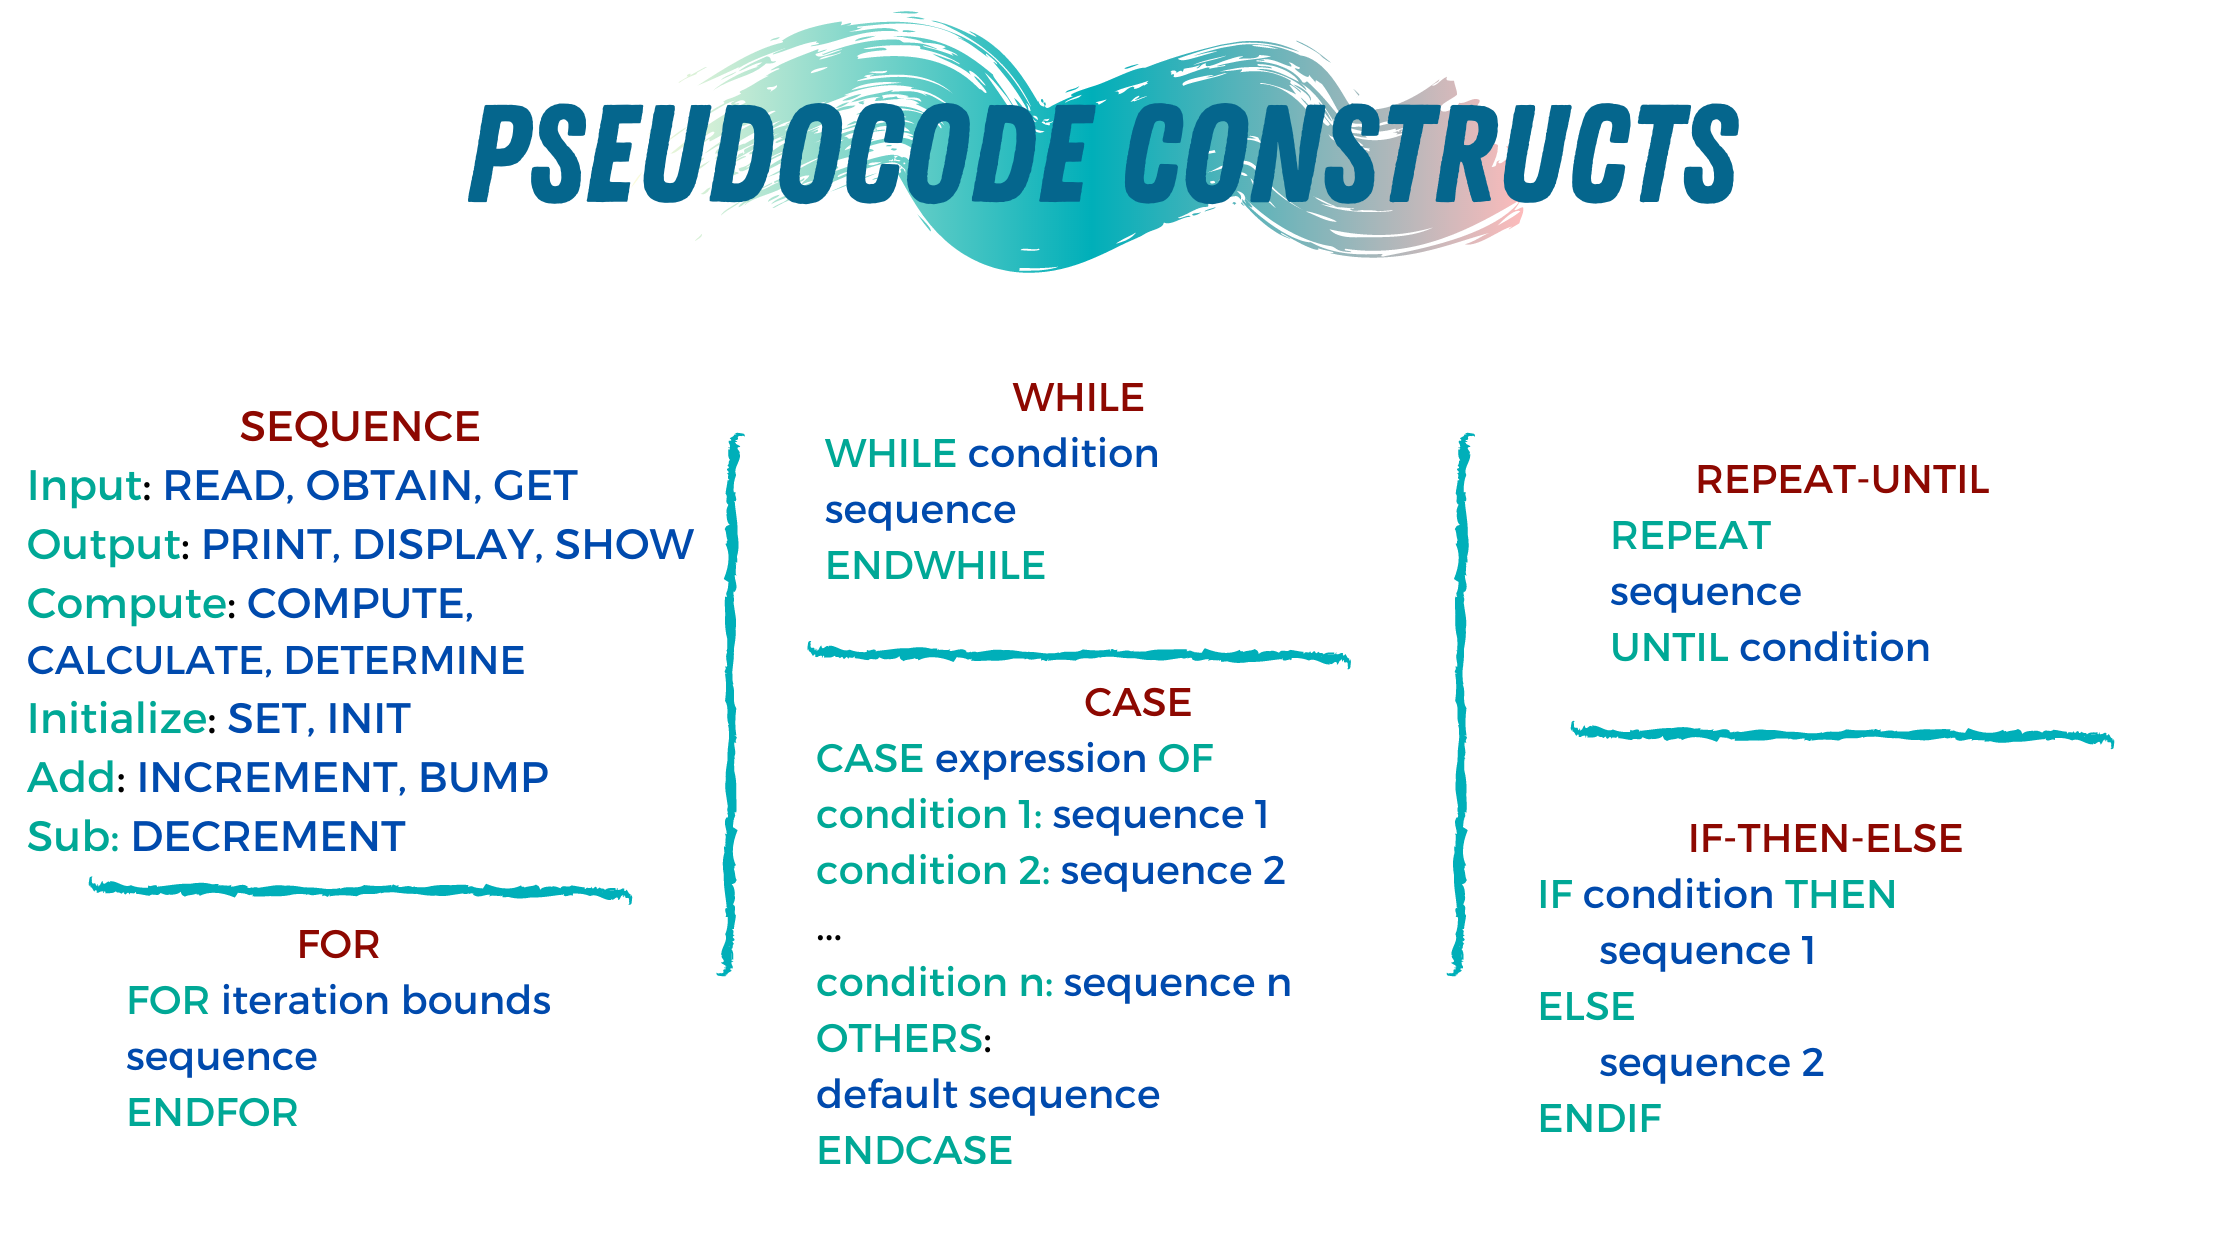 PSEUDOCODE CONSTRUCTS
SEQUENCE
Input: READ, OBTAIN, GET
Output: PRINT, DISPLAY, SHOW
Compute: COMPUTE,
CALCULATE, DETERMINE
Initialize: SET, INIT
Add: INCREMENT, BUMP
Sub: DECREMENT
FOR
FOR iteration bounds
sequence
ENDFOR
WHILE
WHILE condition
sequence
ENDWHILE
CASE
CASE expression OF
condition 1: sequence 1
condition 2: sequence 2
...
condition n: sequence n
OTHERS:
default sequence
ENDCASE
REPEAT-UNTIL
REPEAT
sequence
UNTIL condition
IF-THEN-ELSE
IF condition THEN
sequence 1
ELSE
sequence 2
ENDIF